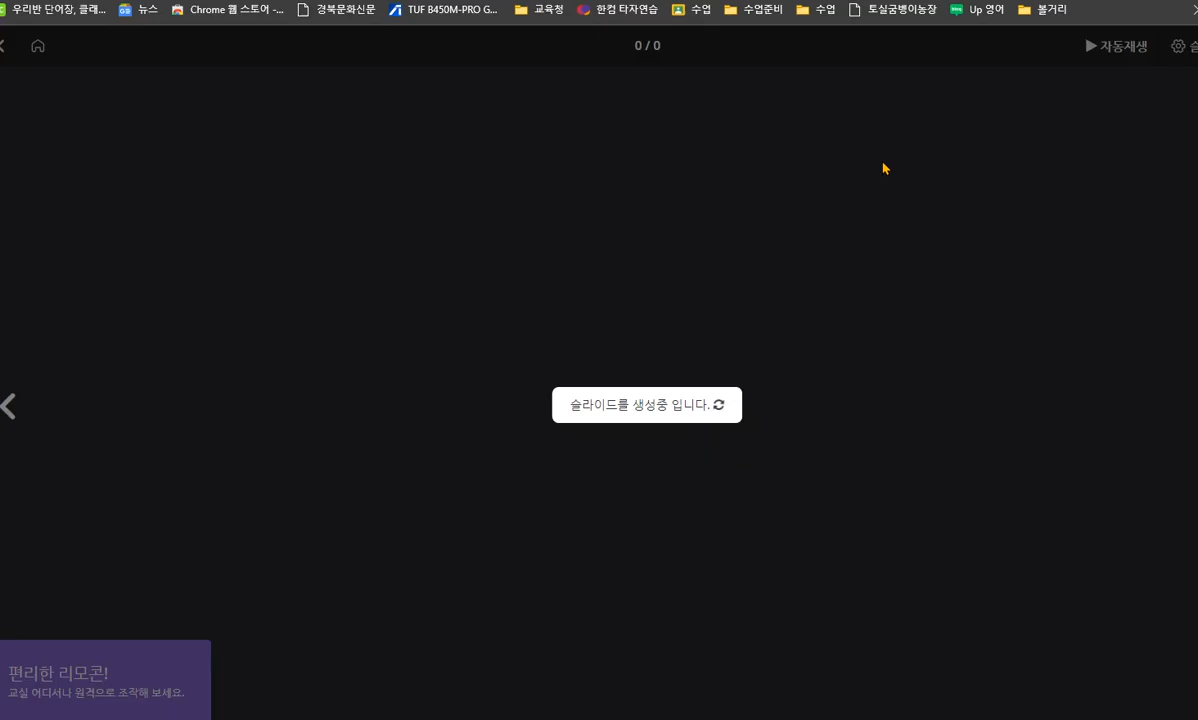 우리반 단어장, 클래... 뉴스 Chrome 웹 스토어 -... 경북문화신문 TUF B450M-PRO G... 교육청 한컴 타자연습 수업 수업준비 수업 토실굼벵이농장 Up 영어 볼거리
0 / 0 자동재생 슬
슬라이드를 생성중 입니다.
편리한 리모콘!
교실 어디서나 원격으로 조작해 보세요.